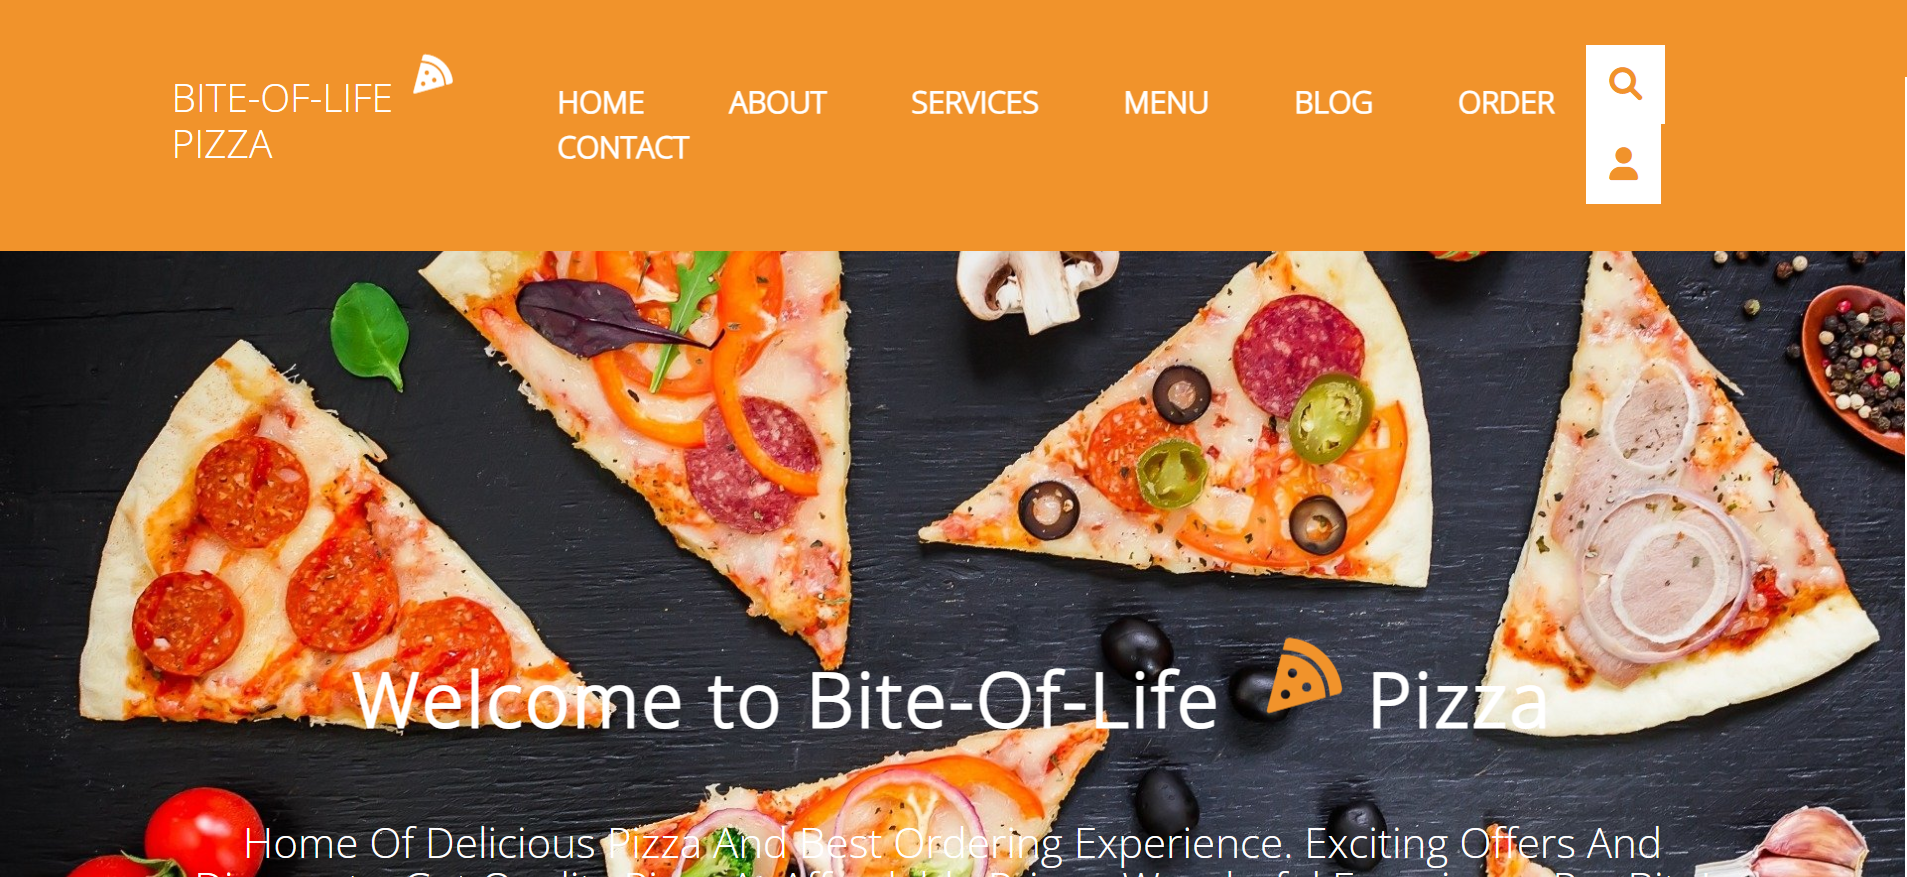 BITE-OF-LIFE
PIZZA
HOME ABOUT SERVICES MENU BLOG ORDER
CONTACT
Welcome to Bite-Of-Life Pizza
Home Of Delicious Pizza And Best Ordering Experience. Exciting Offers And